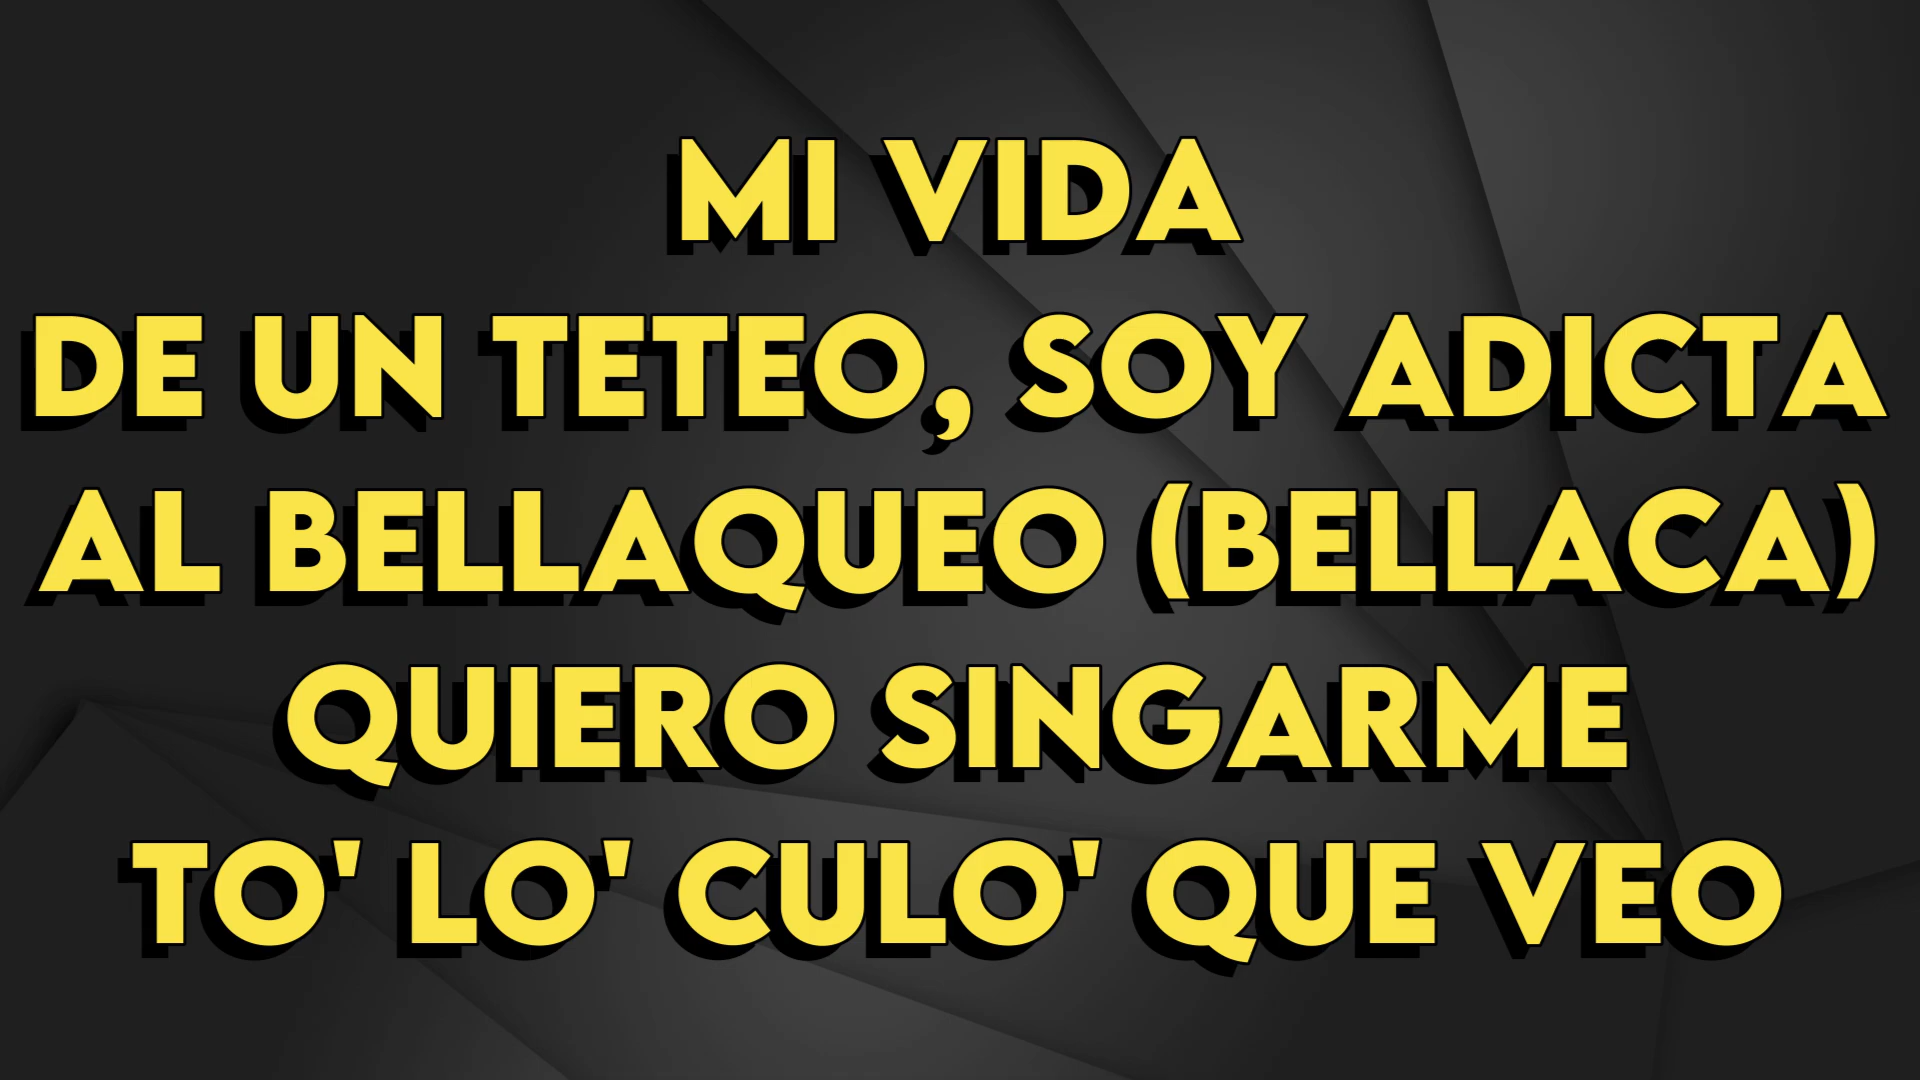 MI VIDA
DE UN TETEO, SOY ADICTA
AL BELLAQUEO (BELLACA)
QUIERO SINGARME
TO' LO' CULO' QUE VEO